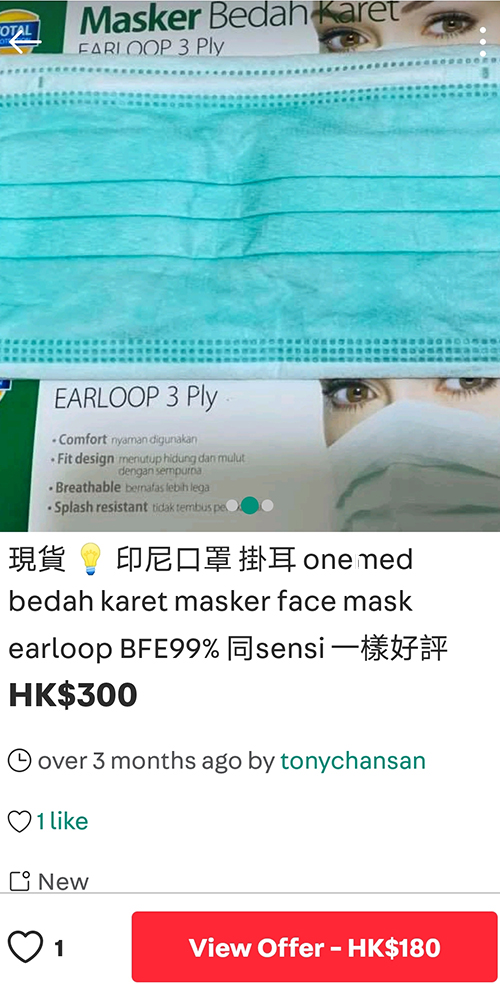 OTAL
Masker Bedah Karet
EARLOOP 3 Ply
EARLOOP 3 Ply
• Comfort nyaman digunakan
• Fit design menutup hidung dan mulut
dengan sempurna
• Breathable bernafas lebih lega
• Splash resistant tidak tembus
現貨 💡 印尼口罩 掛耳 onemed
bedah karet masker face mask
earloop BFE99% 同sensi 一樣好評
HK$300
over 3 months ago by tonychansan
1 like
New
1
View Offer - HK$180